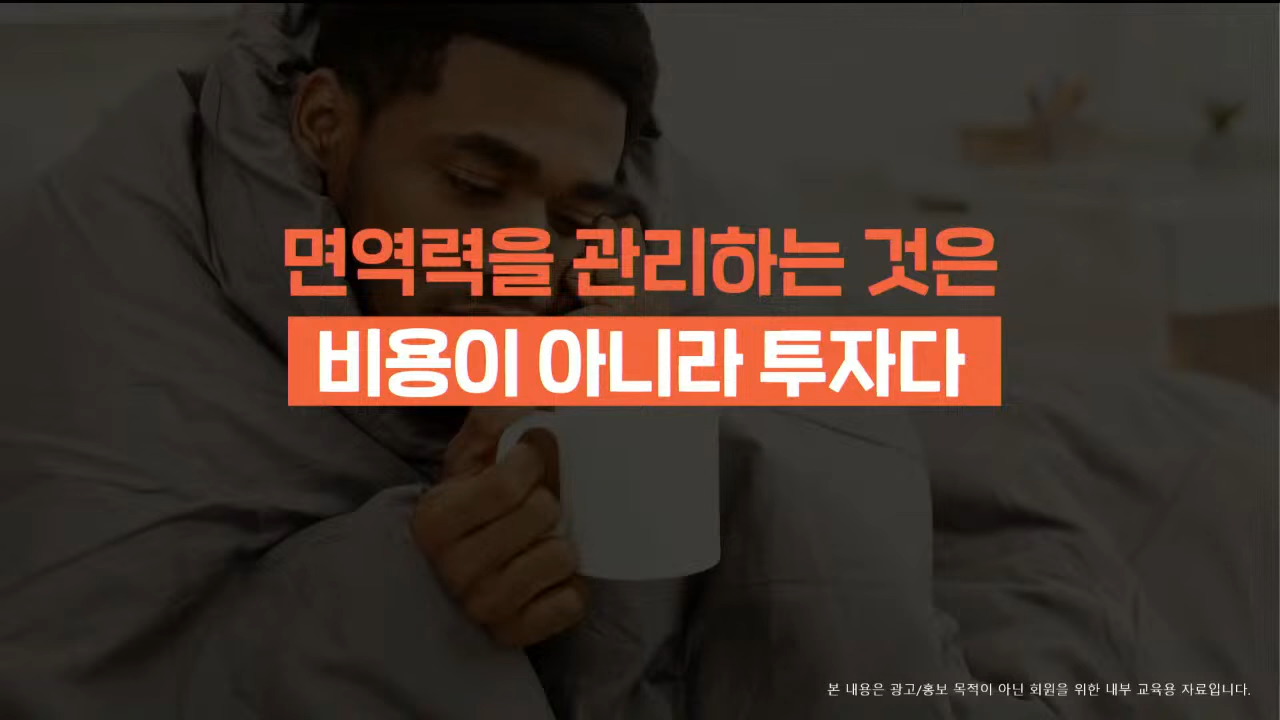 면역력을 관리하는 것은
비용이 아니라 투자다
본 내용은 광고/홍보 목적이 아닌 회원을 위한 내부 교육용 자료입니다.